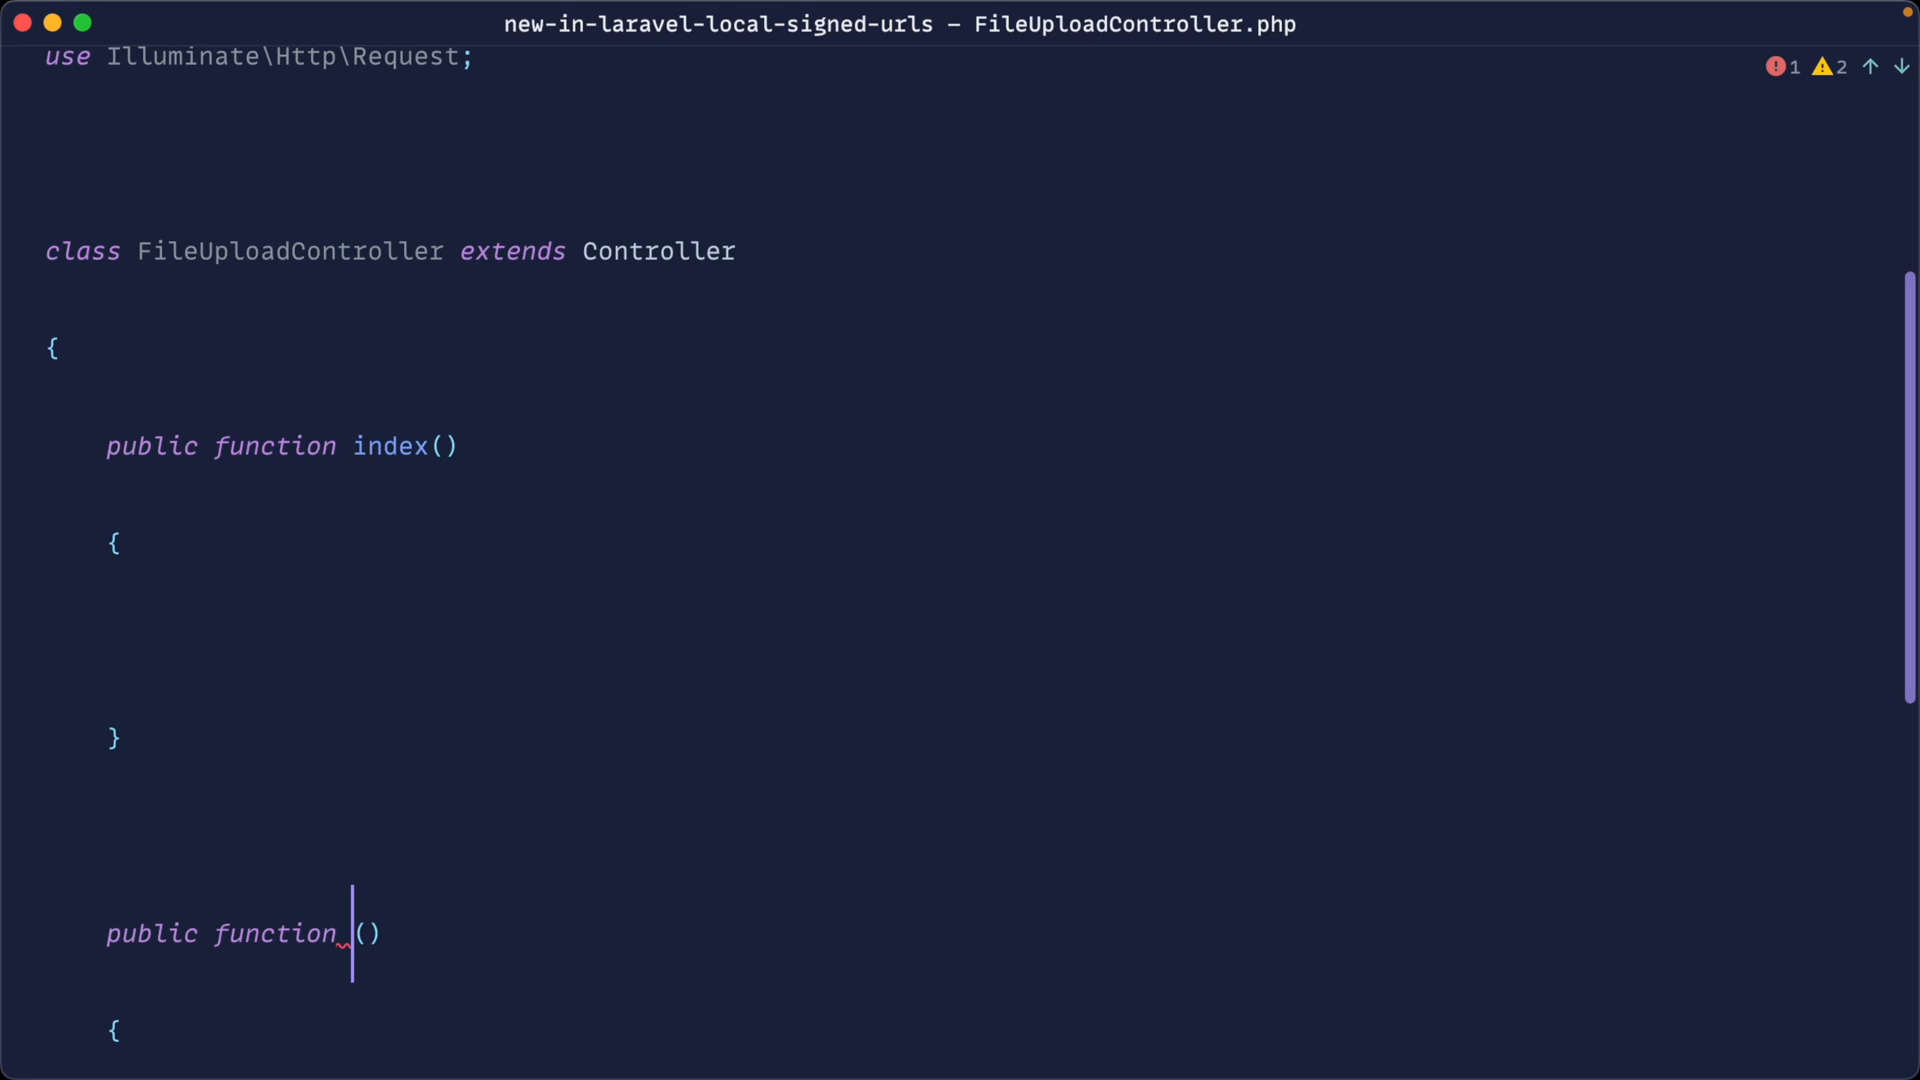 new-in-laravel-local-signed-urls – FileUploadController.php
use Illuminate\Http\Request;
1 2
class FileUploadController extends Controller
{
public function index()
{
}
public function ()
{